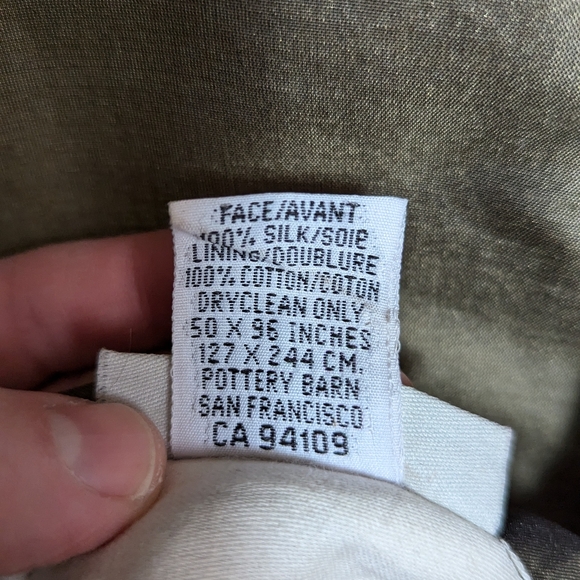 FACE/AVANT
100% SILK/SOIE
LINING/DOUBLURE
100% COTTON/COTON
DRYCLEAN ONLY
50 X 96 INCHES
127 X 244 CM.
POTTERY BARN
SAN FRANCISCO
CA 94109